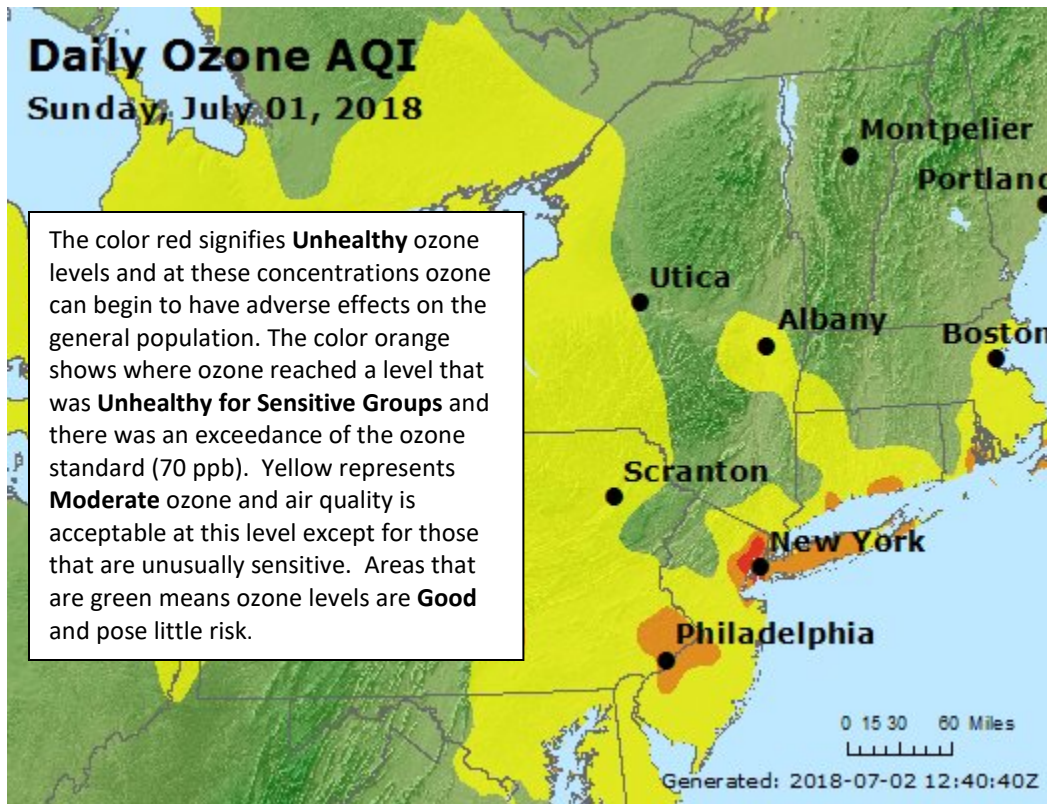 Daily Ozone AQI
Sunday, July 01, 2018
Montpelier
Portland
The color red signifies Unhealthy ozone
levels and at these concentrations ozone
can begin to have adverse effects on the
general population. The color orange
shows where ozone reached a level that
was Unhealthy for Sensitive Groups and
there was an exceedance of the ozone
standard (70 ppb).  Yellow represents
Moderate ozone and air quality is
acceptable at this level except for those
that are unusually sensitive.  Areas that
are green means ozone levels are Good
and pose little risk.
Utica
Albany
Boston
Scranton
New York
Philadelphia
0 15 30 60 Miles
Generated: 2018-07-02 12:40:40Z